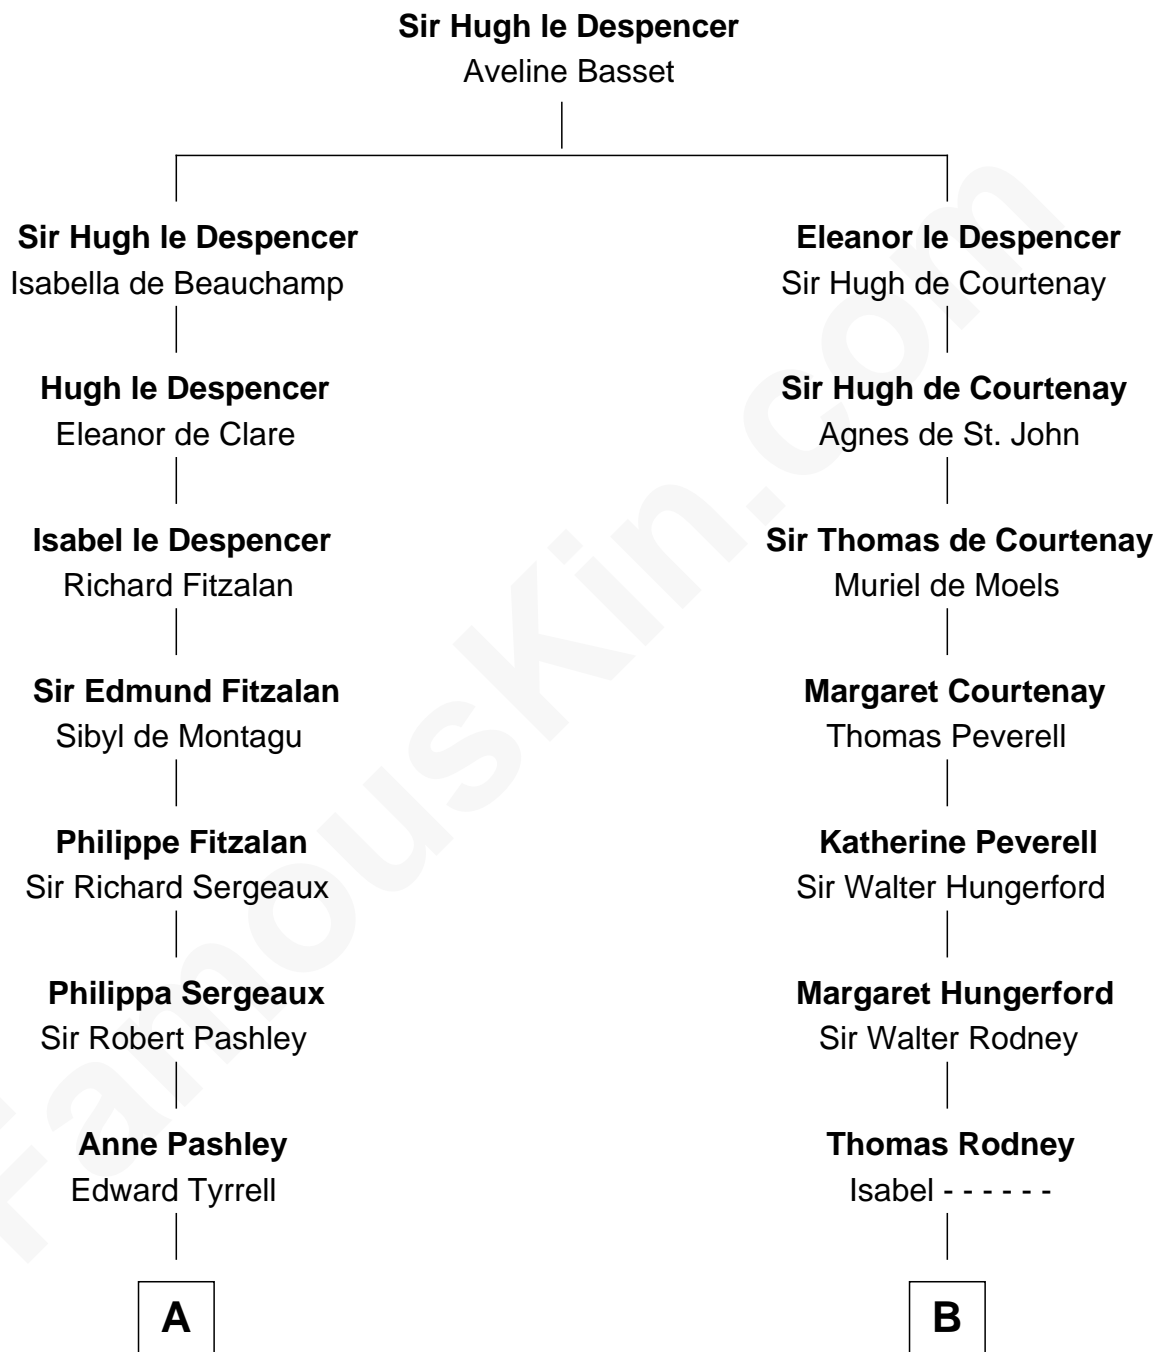 Sir Hugh le Despencer
Aveline Basset
Sir Hugh le Despencer
Isabella de Beauchamp
Eleanor le Despencer
Sir Hugh de Courtenay
Hugh le Despencer
Eleanor de Clare
Sir Hugh de Courtenay
Agnes de St. John
Isabel le Despencer
Richard Fitzalan
Sir Thomas de Courtenay
Muriel de Moels
Sir Edmund Fitzalan
Sibyl de Montagu
Margaret Courtenay
Thomas Peverell
Philippe Fitzalan
Sir Richard Sergeaux
Katherine Peverell
Sir Walter Hungerford
Philippa Sergeaux
Sir Robert Pashley
Margaret Hungerford
Sir Walter Rodney
Anne Pashley
Edward Tyrrell
Thomas Rodney
Isabel - - - - - -
A
B
FamousKin.com